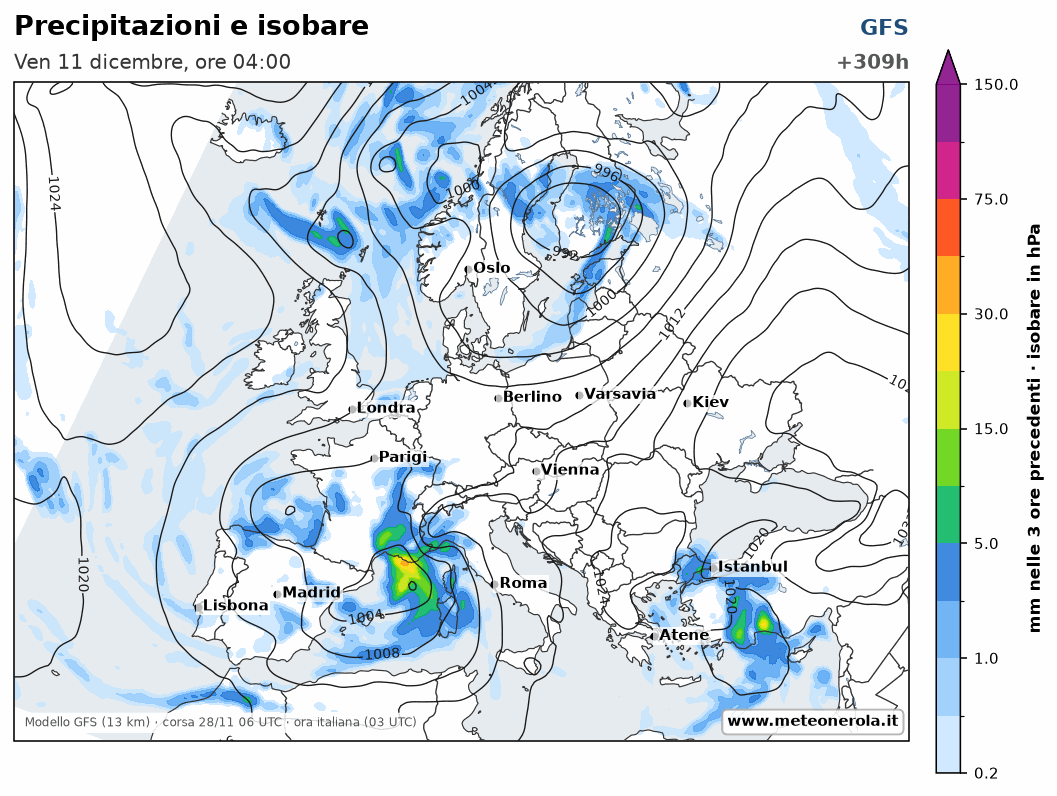 Precipitazioni e isobare
GFS
Ven 11 dicembre, ore 04:00
+309h
150.0
75.0
30.0
15.0
5.0
1.0
0.2
mm nelle 3 ore precedenti · isobare in hPa
1004
1024
996
1000
Oslo
992
1000
1012
Berlino
Varsavia
Kiev
Londra
Parigi
Vienna
1020
1020
Istanbul
Roma
Madrid
1020
Lisbona
1004
Atene
1008
Modello GFS (13 km) · corsa 28/11 06 UTC · ora italiana (03 UTC)
www.meteonerola.it